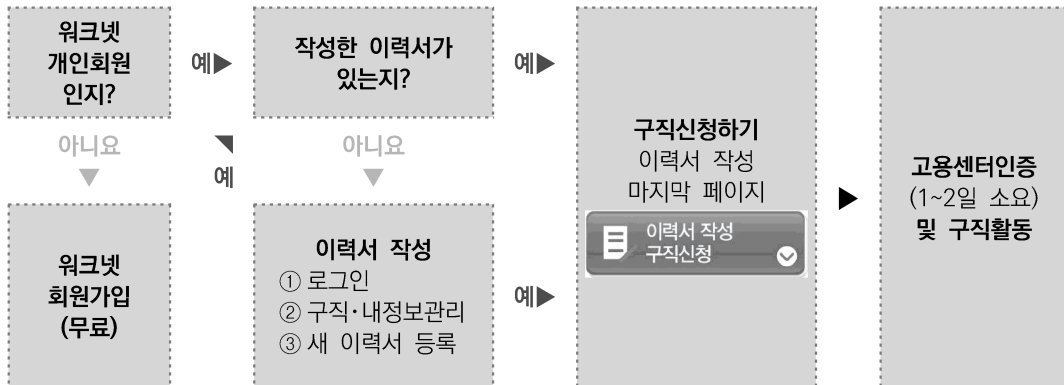 워크넷
개인회원
인지?
예▶
작성한 이력서가
있는지?
예▶
아니요
▼
◥
예
아니요
▼
워크넷
회원가입
(무료)
이력서 작성
① 로그인
② 구직·내정보관리
③ 새 이력서 등록
예▶
구직신청하기
이력서 작성
마지막 페이지
이력서 작성
구직신청
▶
고용센터인증
(1~2일 소요)
및 구직활동